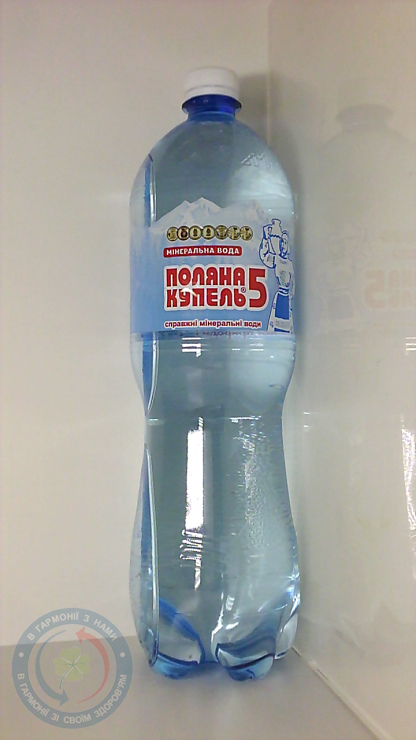 МІНЕРАЛЬНА ВОДА
ПОЛЯНА
КУПЕЛЬ® 5
справжні мінеральні води
В ГАРМОНІЇ З НАМИ
В ГАРМОНІЇ ЗІ СВОЇМ ЗДОРОВ'ЯМ